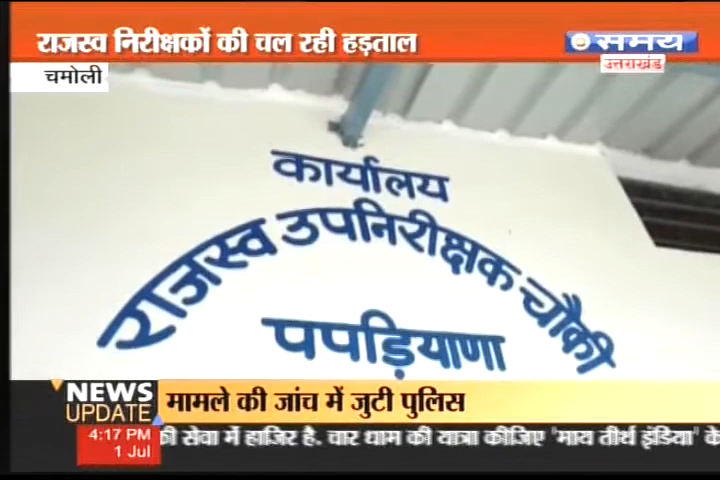 राजस्व निरीक्षकों की चल रही हड़ताल
समय
उत्तराखंड
चमोली
कार्यालय
राजस्व उपनिरीक्षक चौकी
पपड़ियाणा
NEWS
UPDATE
मामले की जांच में जुटी पुलिस
4:17 PM
1 Jul
की सेवा में हाजिर है. चार धाम की यात्रा कीजिए "माय तीर्थ इंडिया" के